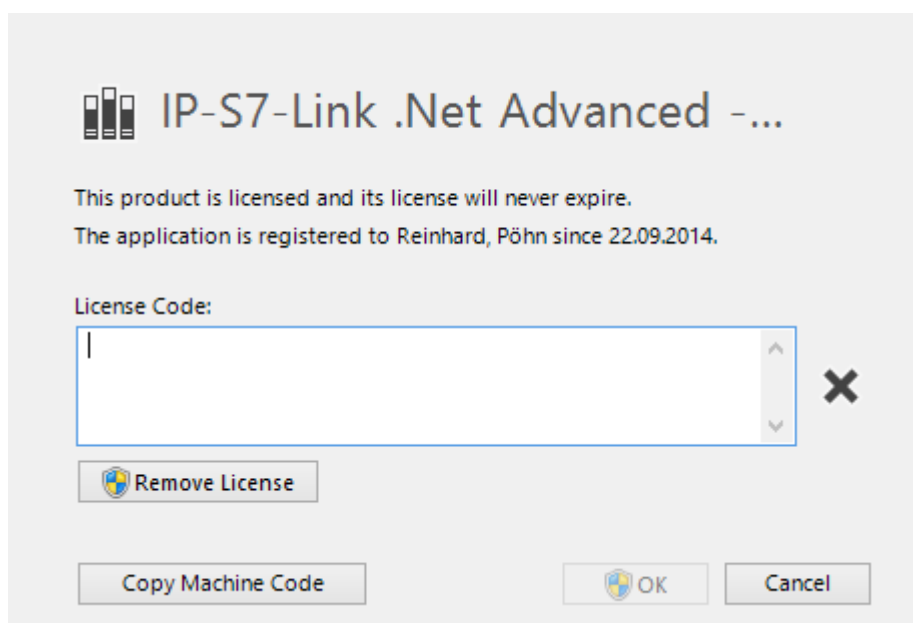 IP-S7-Link .Net Advanced -...
This product is licensed and its license will never expire.
The application is registered to Reinhard, Pöhn since 22.09.2014.
License Code:
Remove License
Copy Machine Code
OK
Cancel